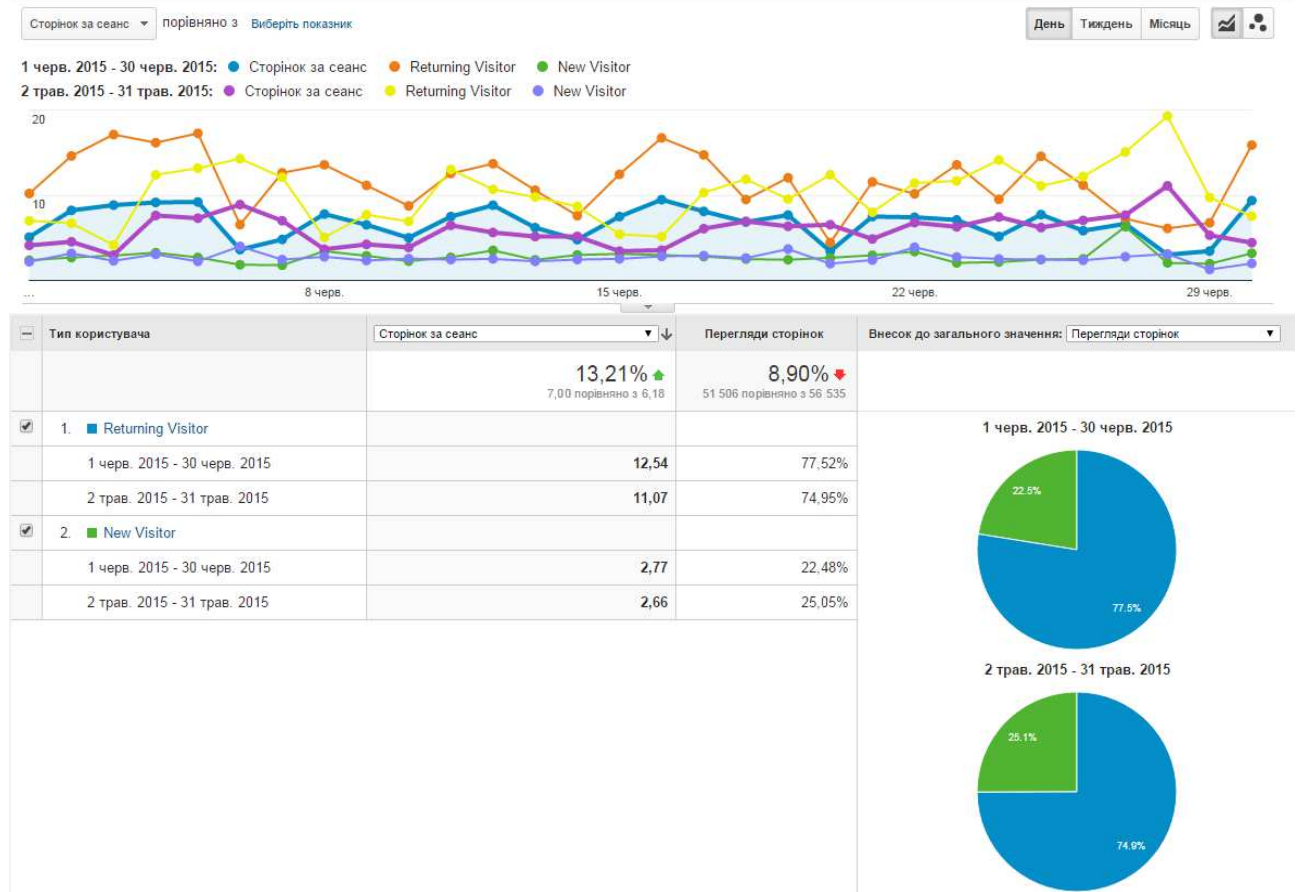 Сторінок за сеанс порівняно з Виберіть показник День Тиждень Місяць
1 черв. 2015 - 30 черв. 2015: Сторінок за сеанс Returning Visitor New Visitor
2 трав. 2015 - 31 трав. 2015: Сторінок за сеанс Returning Visitor New Visitor
20
10
... 8 черв. 15 черв. 22 черв. 29 черв.
Тип користувача Сторінок за сеанс Перегляди сторінок Внесок до загального значення: Перегляди сторінок
13,21% 8,90%
7,00 порівняно з 6,18 51 506 порівняно з 56 535
1. Returning Visitor
1 черв. 2015 - 30 черв. 2015 12,54 77,52%
2 трав. 2015 - 31 трав. 2015 11,07 74,95%
2. New Visitor
1 черв. 2015 - 30 черв. 2015 2,77 22,48%
2 трав. 2015 - 31 трав. 2015 2,66 25,05%
1 черв. 2015 - 30 черв. 2015
22.5%
77.5%
2 трав. 2015 - 31 трав. 2015
25.1%
74.9%